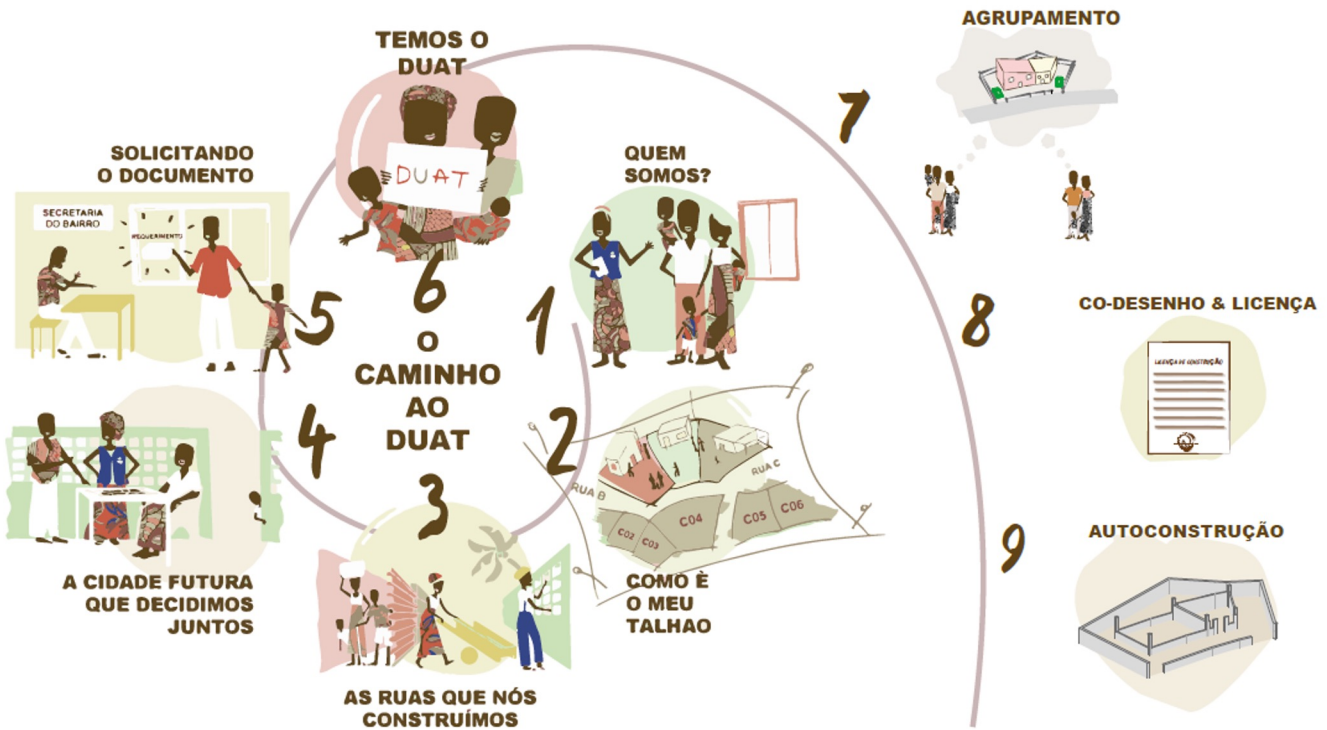 O
CAMINHO
AO
DUAT
1
QUEM
SOMOS?
2
RUA B
RUA C
C02
C03
C04
C05
C06
COMO È
O MEU
TALHAO
3
AS RUAS QUE NÓS
CONSTRUÍMOS
4
A CIDADE FUTURA
QUE DECIDIMOS
JUNTOS
5
SOLICITANDO
O DOCUMENTO
SECRETARIA
DO BAIRRO
REQUERIMENTO
6
TEMOS O
DUAT
DUAT
7
AGRUPAMENTO
8
CO-DESENHO & LICENÇA
LICENÇA DE CONSTRUÇÃO
9
AUTOCONSTRUÇÃO